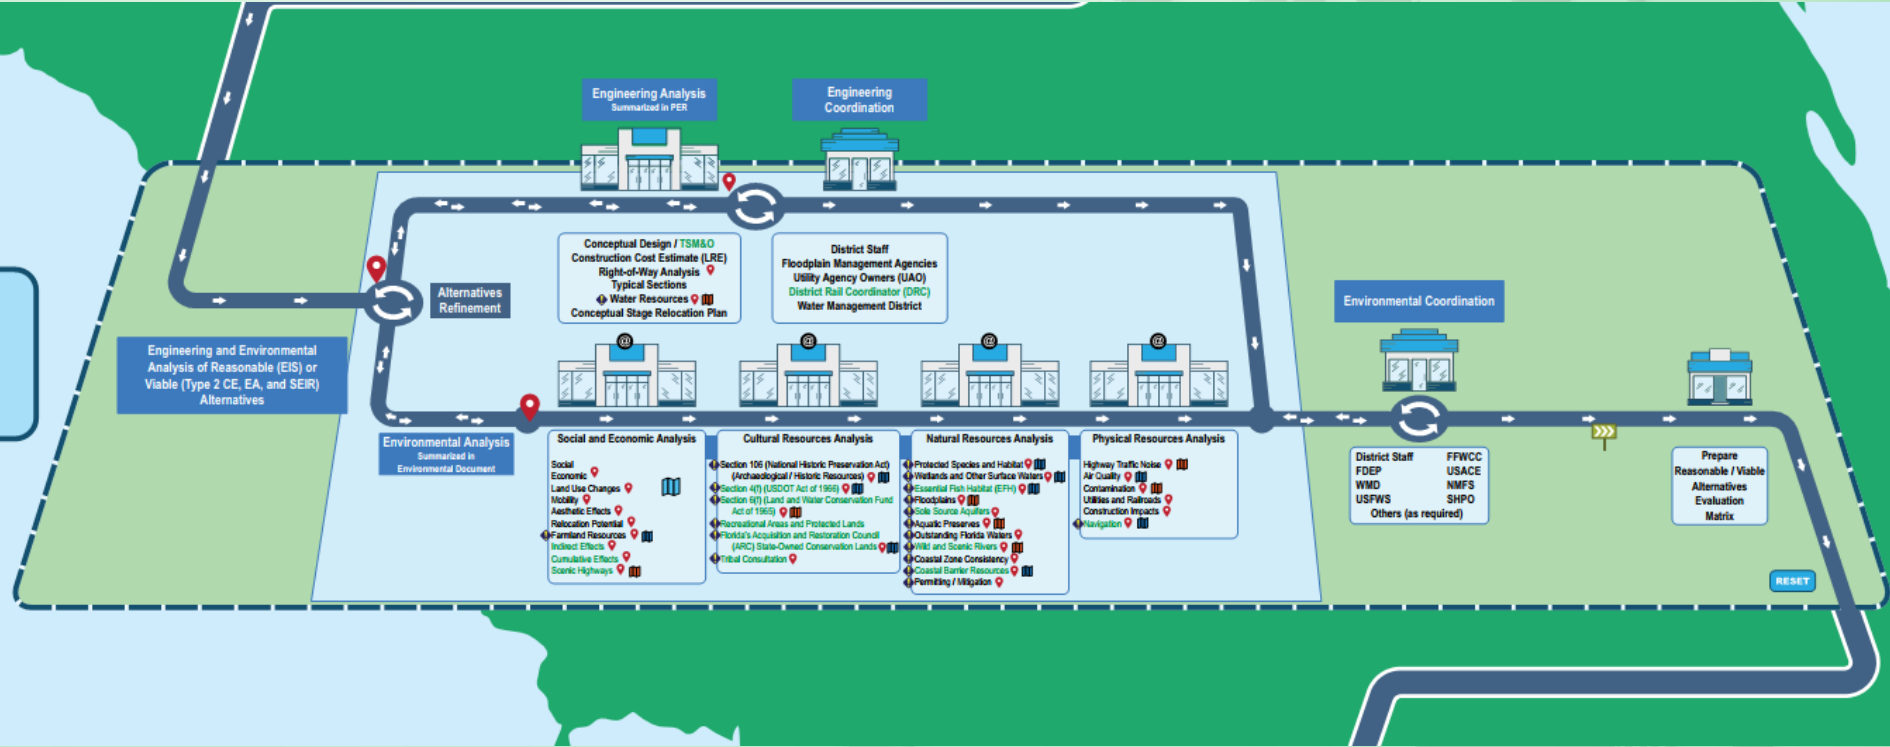 Engineering Analysis
Summarized in PER
Engineering
Coordination
Conceptual Design / TSM&O
Construction Cost Estimate (LRE)
Right-of-Way Analysis
Typical Sections
Water Resources
Conceptual Stage Relocation Plan
District Staff
Floodplain Management Agencies
Utility Agency Owners (UAO)
District Rail Coordinator (DRC)
Water Management District
Alternatives
Refinement
Engineering and Environmental
Analysis of Reasonable (EIS) or
Viable (Type 2 CE, EA, and SEIR)
Alternatives
Environmental Analysis
Summarized in
Environmental Document
@
@
@
@
Social and Economic Analysis
Social
Economic
Land Use Changes
Mobility
Aesthetic Effects
Relocation Potential
Farmland Resources
Indirect Effects
Cumulative Effects
Scenic Highways
Cultural Resources Analysis
Section 106 (National Historic Preservation Act)
(Archaeological / Historic Resources)
Section 4(f) (USDOT Act of 1966)
Section 6(f) (Land and Water Conservation Fund
Act of 1965)
Recreational Areas and Protected Lands
Florida's Acquisition and Restoration Council
(ARC) State-Owned Conservation Lands
Tribal Consultation
Natural Resources Analysis
Protected Species and Habitat
Wetlands and Other Surface Waters
Essential Fish Habitat (EFH)
Floodplains
Sole Source Aquifers
Aquatic Preserves
Outstanding Florida Waters
Wild and Scenic Rivers
Coastal Zone Consistency
Coastal Barrier Resources
Permitting / Mitigation
Physical Resources Analysis
Highway Traffic Noise
Air Quality
Contamination
Utilities and Railroads
Construction Impacts
Navigation
Environmental Coordination
District Staff FFWCC
FDEP USACE
WMD NMFS
USFWS SHPO
Others (as required)
Prepare
Reasonable / Viable
Alternatives
Evaluation
Matrix
RESET